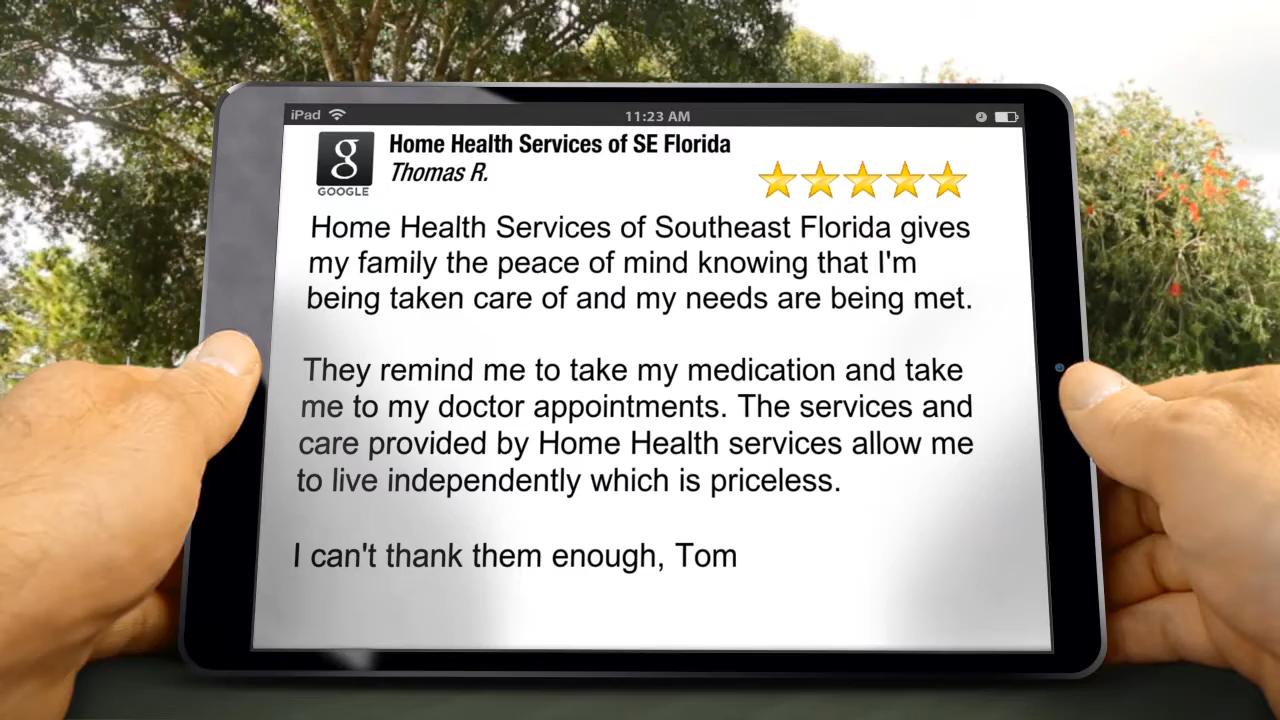 iPad
11:23 AM
g
GOOGLE
Home Health Services of SE Florida
Thomas R.
Home Health Services of Southeast Florida gives
my family the peace of mind knowing that I'm
being taken care of and my needs are being met.
They remind me to take my medication and take
me to my doctor appointments. The services and
care provided by Home Health services allow me
to live independently which is priceless.
I can't thank them enough, Tom